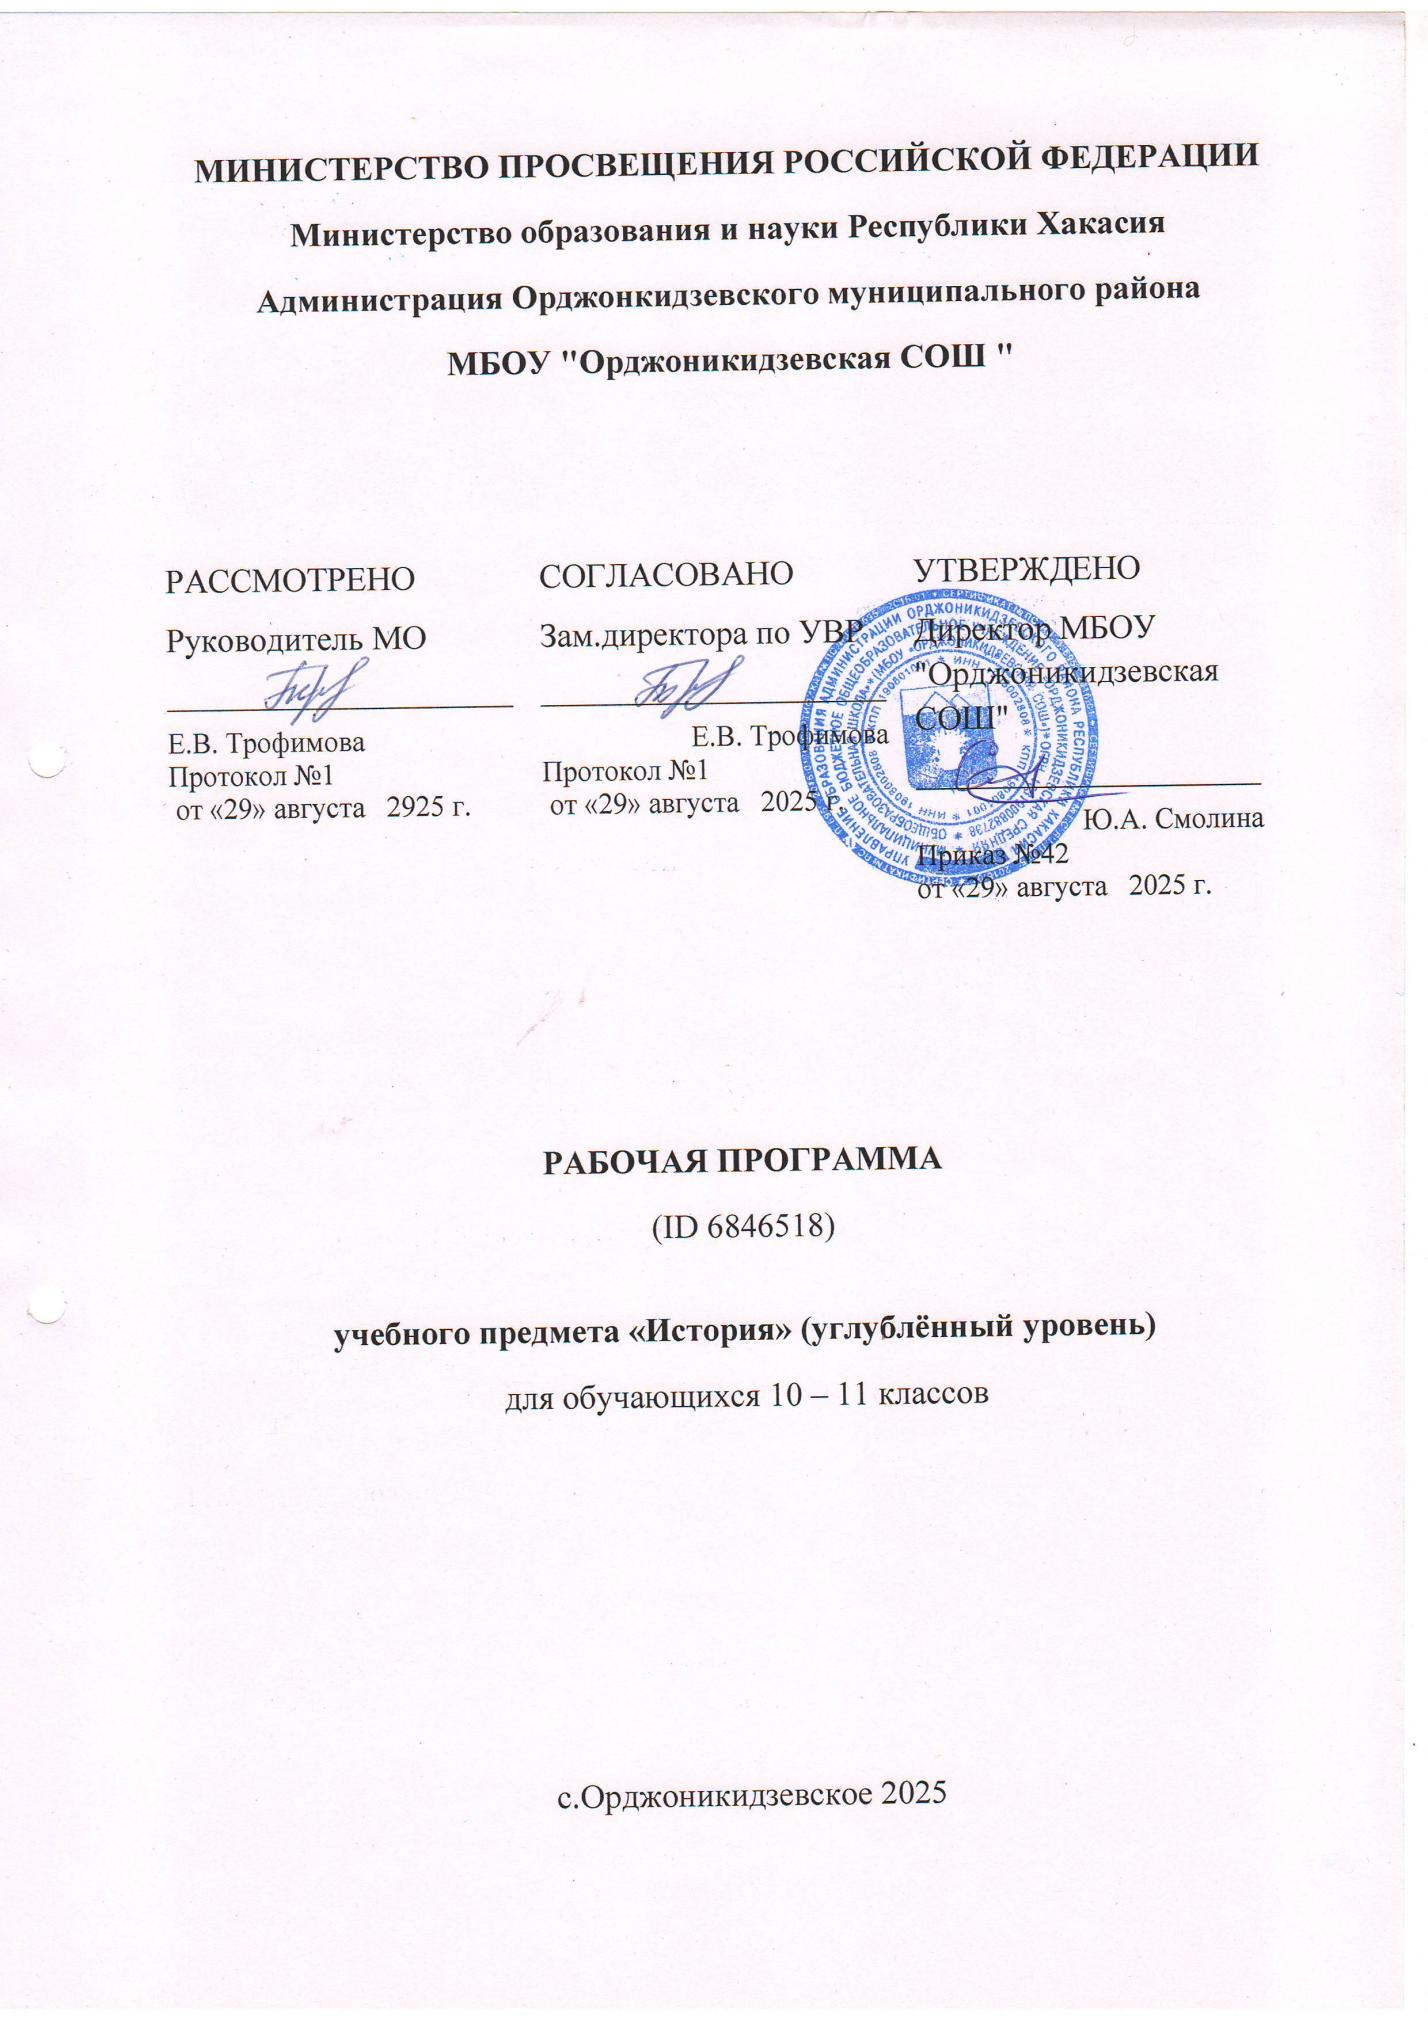 МИНИСТЕРСТВО ПРОСВЕЩЕНИЯ РОССИЙСКОЙ ФЕДЕРАЦИИ
Министерство образования и науки Республики Хакасия
Администрация Орджонкидзевского муниципального района
МБОУ "Орджоникидзевская СОШ "
РАССМОТРЕНО
Руководитель МО
Е.В. Трофимова
Протокол №1
от «29» августа 2925 г.
СОГЛАСОВАНО
Зам.директора по УВР
Е.В. Трофимова
Протокол №1
от «29» августа 2025 г.
УТВЕРЖДЕНО
Директор МБОУ
"Орджоникидзевская
СОШ"
Ю.А. Смолина
Приказ №42
от «29» августа 2025 г.
РАБОЧАЯ ПРОГРАММА
(ID 6846518)
учебного предмета «История» (углублённый уровень)
для обучающихся 10 – 11 классов
с.Орджоникидзевское 2025